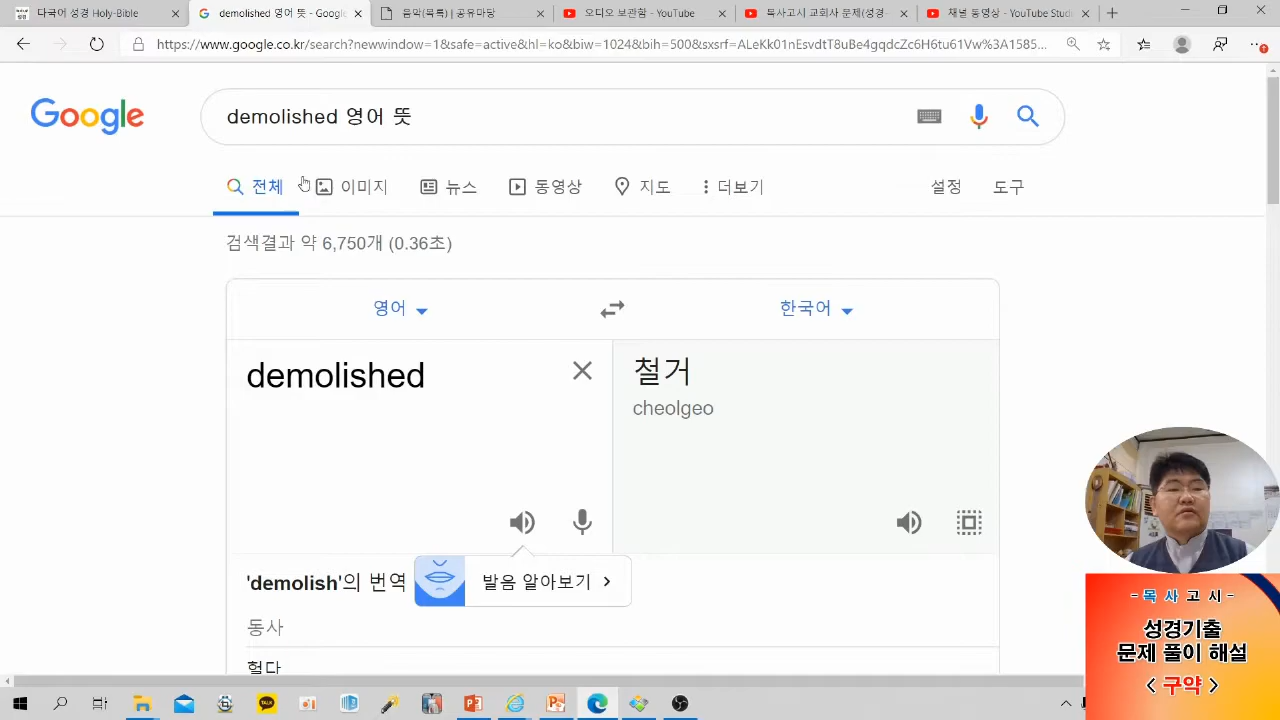 다국어 성경 Holy-Bible
demolished 영어 뜻 - Google
음악(목록) | 공유마당
오디오 보관함 - YouTube
목사고시 교회사 문제(성경-
채널 동영상 - YouTube Stud
https://www.google.co.kr/search?newwindow=1&safe=active&hl=ko&biw=1024&bih=500&sxsrf=ALeKk01nEsvdtT8uBe4gqdcZc6H6tu61Vw%3A1585...
Google
demolished 영어 뜻
전체
이미지
뉴스
동영상
지도
더보기
설정
도구
검색결과 약 6,750개 (0.36초)
영어
한국어
demolished
철거
cheolgeo
'demolish'의 번역
발음 알아보기
동사
헐다
- 목 사 고 시 -
성경기출
문제 풀이 해설
< 구약 >
TALK